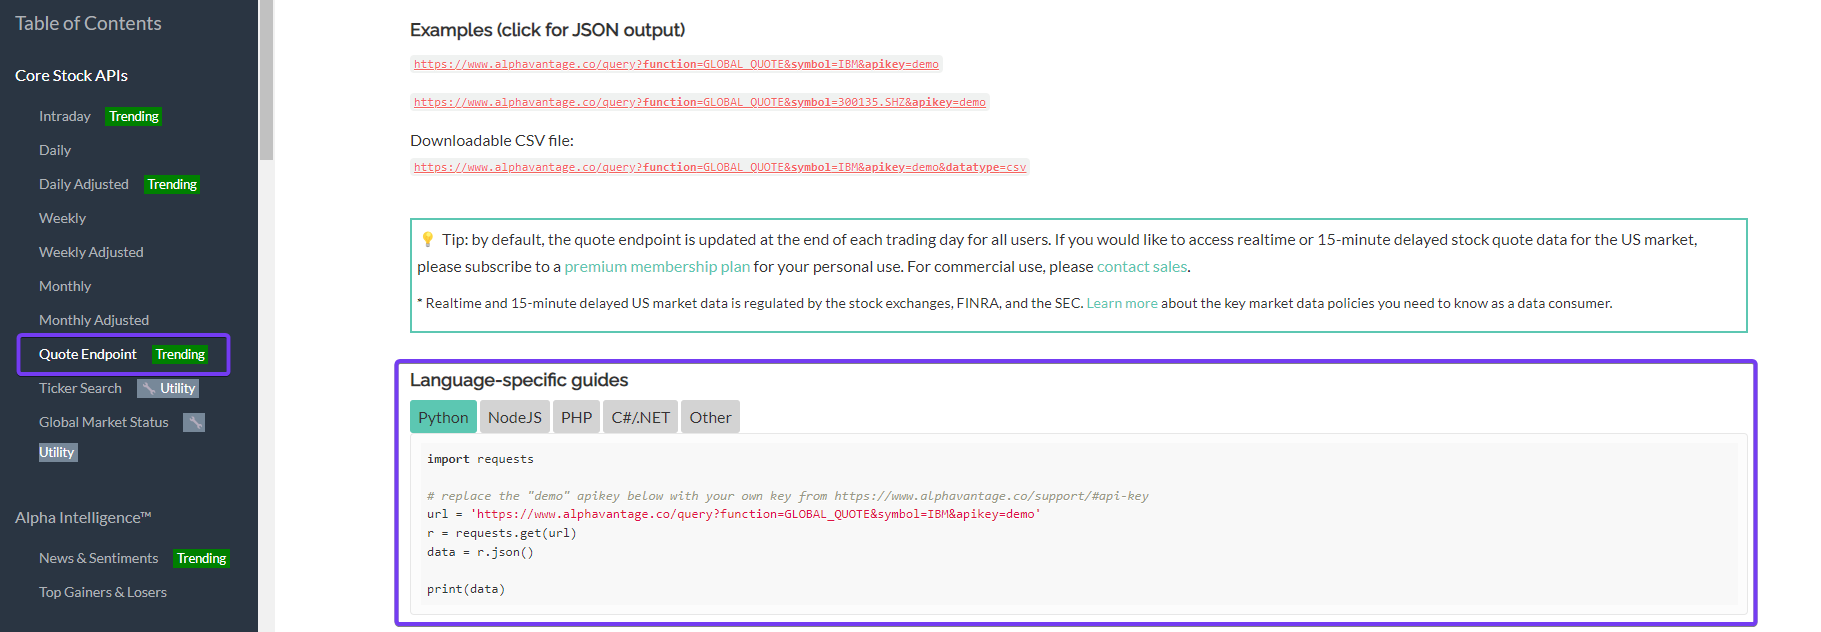 Table of Contents
Core Stock APIs
Intraday Trending
Daily
Daily Adjusted Trending
Weekly
Weekly Adjusted
Monthly
Monthly Adjusted
Quote Endpoint Trending
Ticker Search Utility
Global Market Status
Utility
Alpha Intelligence™
News & Sentiments Trending
Top Gainers & Losers
Examples (click for JSON output)
https://www.alphavantage.co/query?function=GLOBAL_QUOTE&symbol=IBM&apikey=demo
https://www.alphavantage.co/query?function=GLOBAL_QUOTE&symbol=300135.SHZ&apikey=demo
Downloadable CSV file:
https://www.alphavantage.co/query?function=GLOBAL_QUOTE&symbol=IBM&apikey=demo&datatype=csv
Tip: by default, the quote endpoint is updated at the end of each trading day for all users. If you would like to access realtime or 15-minute delayed stock quote data for the US market,
please subscribe to a premium membership plan for your personal use. For commercial use, please contact sales.
* Realtime and 15-minute delayed US market data is regulated by the stock exchanges, FINRA, and the SEC. Learn more about the key market data policies you need to know as a data consumer.
Language-specific guides
Python NodeJS PHP C#/.NET Other
import requests
# replace the "demo" apikey below with your own key from https://www.alphavantage.co/support/#api-key
url = 'https://www.alphavantage.co/query?function=GLOBAL_QUOTE&symbol=IBM&apikey=demo'
r = requests.get(url)
data = r.json()
print(data)